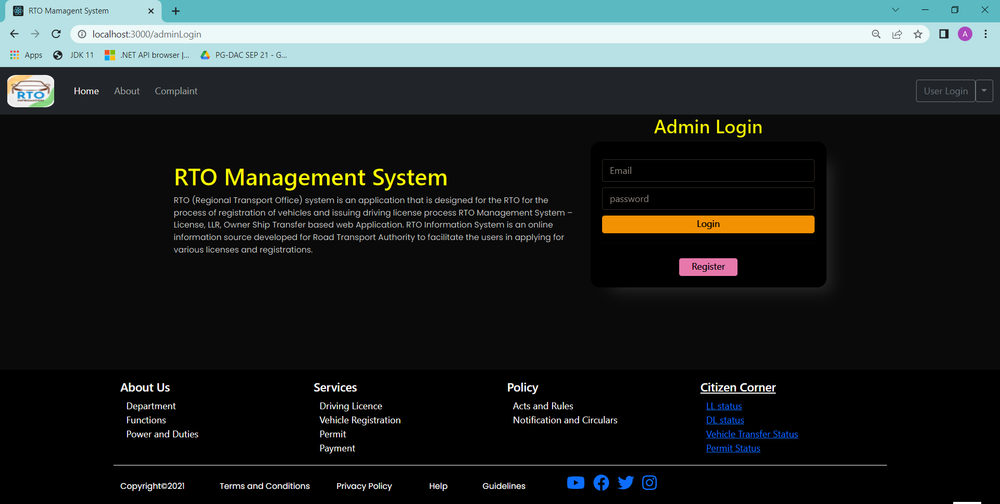 RTO Mamagent System
localhost:3000/adminLogin
A
Apps JDK 11 .NET API browser |... PG-DAC SEP 21 - G...
RTO
INFROMATION
Home About Complaint User Login
Admin Login
Email
password
Login
Register
RTO Management System
RTO (Regional Transport Office) system is an application that is designed for the RTO for the
process of registration of vehicles and issuing driving license process RTO Management System –
License, LLR, Owner Ship Transfer based web Application. RTO Information System is an online
information source developed for Road Transport Authority to facilitate the users in applying for
various licenses and registrations.
About Us
Department
Functions
Power and Duties
Services
Driving Licence
Vehicle Registration
Permit
Payment
Policy
Acts and Rules
Notification and Circulars
Citizen Corner
LL status
DL status
Vehicle Transfer Status
Permit Status
Copyright©2021 Terms and Conditions Privacy Policy Help Guidelines